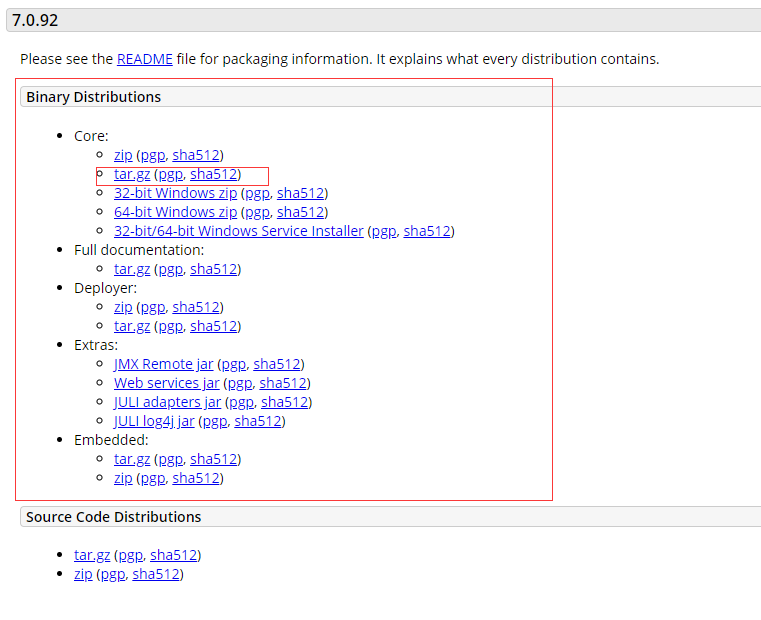 7.0.92
Please see the README file for packaging information. It explains what every distribution contains.
Binary Distributions
Core:
zip (pgp, sha512)
tar.gz (pgp, sha512)
32-bit Windows zip (pgp, sha512)
64-bit Windows zip (pgp, sha512)
32-bit/64-bit Windows Service Installer (pgp, sha512)
Full documentation:
tar.gz (pgp, sha512)
Deployer:
zip (pgp, sha512)
tar.gz (pgp, sha512)
Extras:
JMX Remote jar (pgp, sha512)
Web services jar (pgp, sha512)
JULI adapters jar (pgp, sha512)
JULI log4j jar (pgp, sha512)
Embedded:
tar.gz (pgp, sha512)
zip (pgp, sha512)
Source Code Distributions
tar.gz (pgp, sha512)
zip (pgp, sha512)